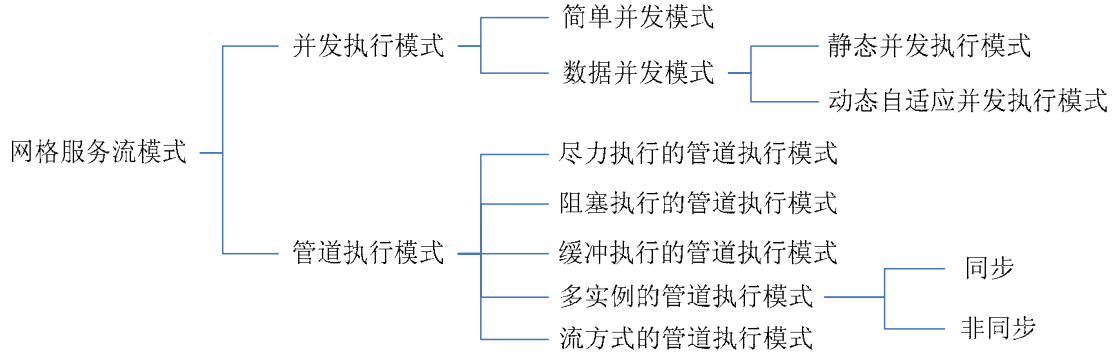 简单并发模式
并发执行模式
静态并发执行模式
数据并发模式
动态自适应并发执行模式
网格服务流模式
尽力执行的管道执行模式
阻塞执行的管道执行模式
管道执行模式
缓冲执行的管道执行模式
同步
多实例的管道执行模式
非同步
流方式的管道执行模式